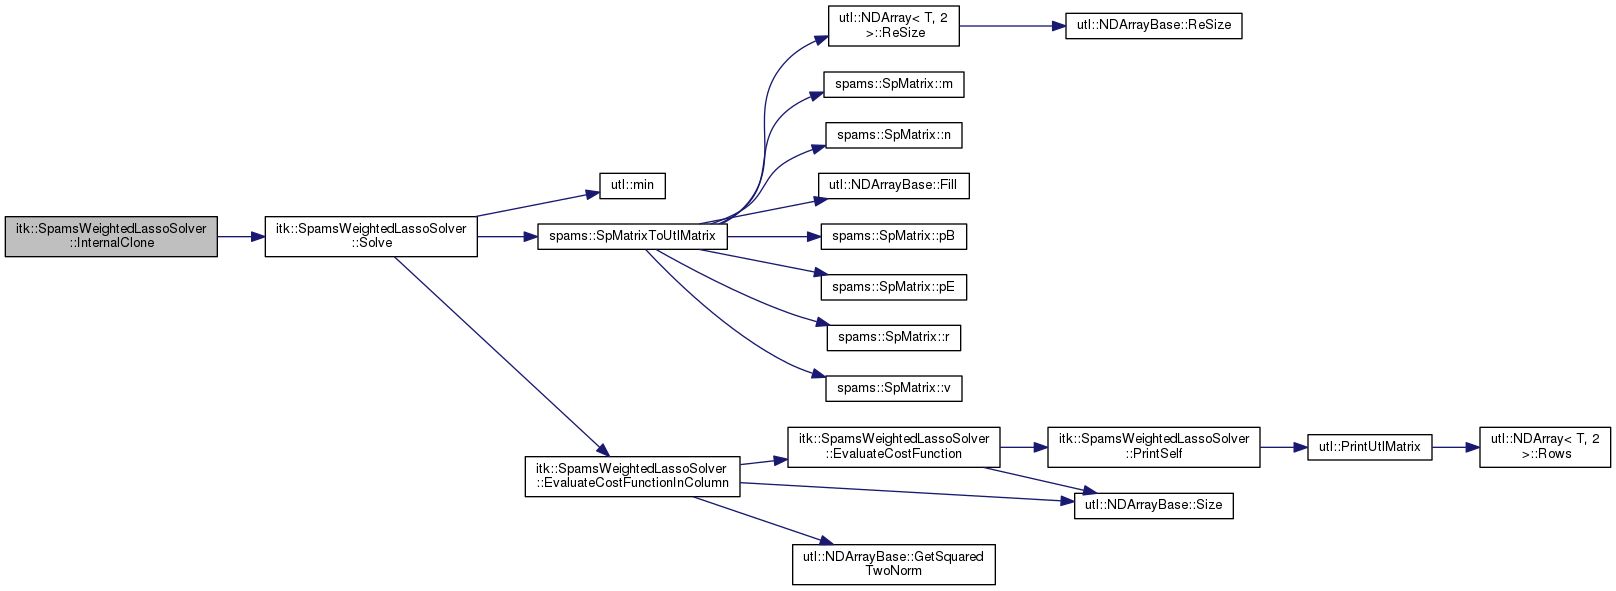 itk::SpamsWeightedLassoSolver
::InternalClone
itk::SpamsWeightedLassoSolver
::Solve
utl::min
spams::SpMatrixToUtlMatrix
utl::NDArray< T, 2
>::ReSize
utl::NDArrayBase::ReSize
spams::SpMatrix::m
spams::SpMatrix::n
utl::NDArrayBase::Fill
spams::SpMatrix::pB
spams::SpMatrix::pE
spams::SpMatrix::r
spams::SpMatrix::v
itk::SpamsWeightedLassoSolver
::EvaluateCostFunctionInColumn
itk::SpamsWeightedLassoSolver
::EvaluateCostFunction
itk::SpamsWeightedLassoSolver
::PrintSelf
utl::PrintUtlMatrix
utl::NDArray< T, 2
>::Rows
utl::NDArrayBase::Size
utl::NDArrayBase::GetSquared
TwoNorm